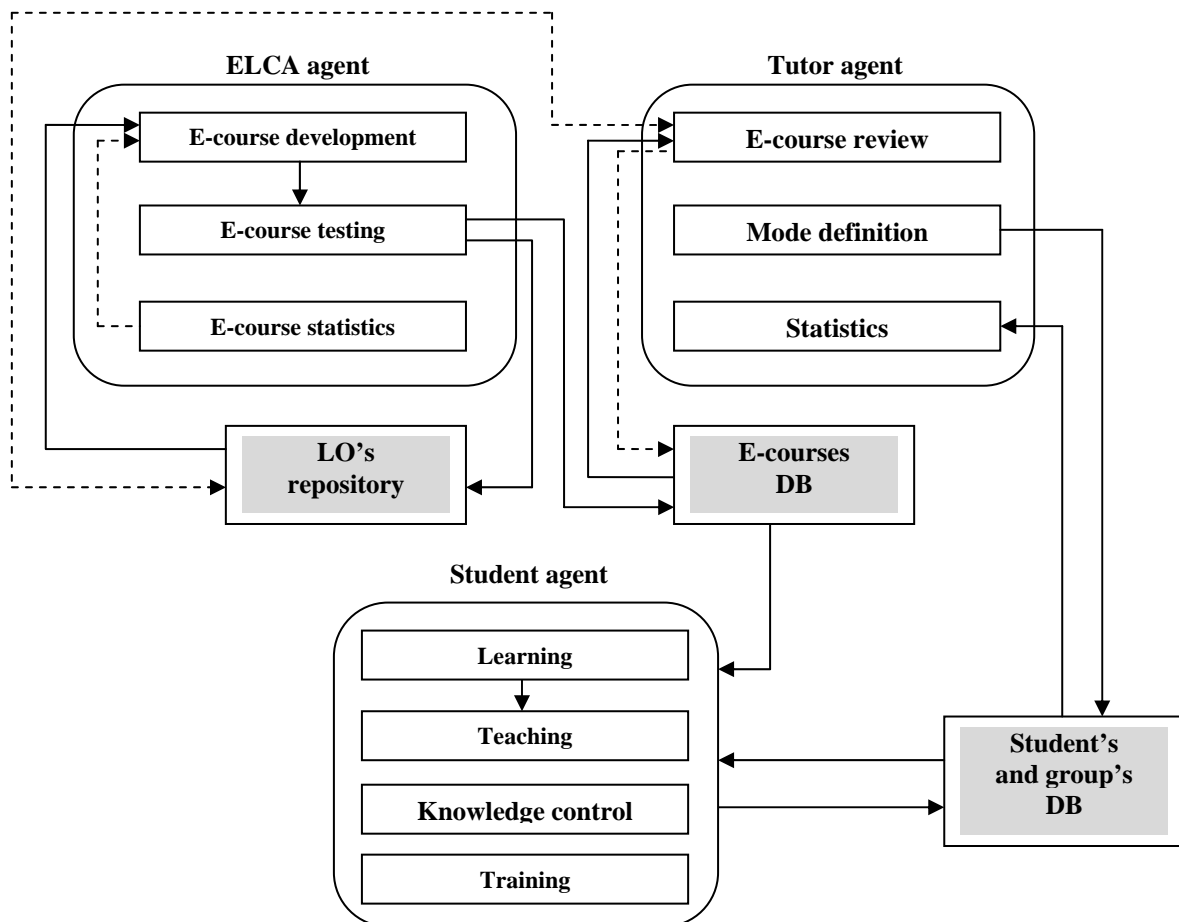 ELCA agent
E-course development
E-course testing
E-course statistics
Tutor agent
E-course review
Mode definition
Statistics
LO’s
repository
E-courses
DB
Student agent
Learning
Teaching
Knowledge control
Training
Student’s
and group’s
DB